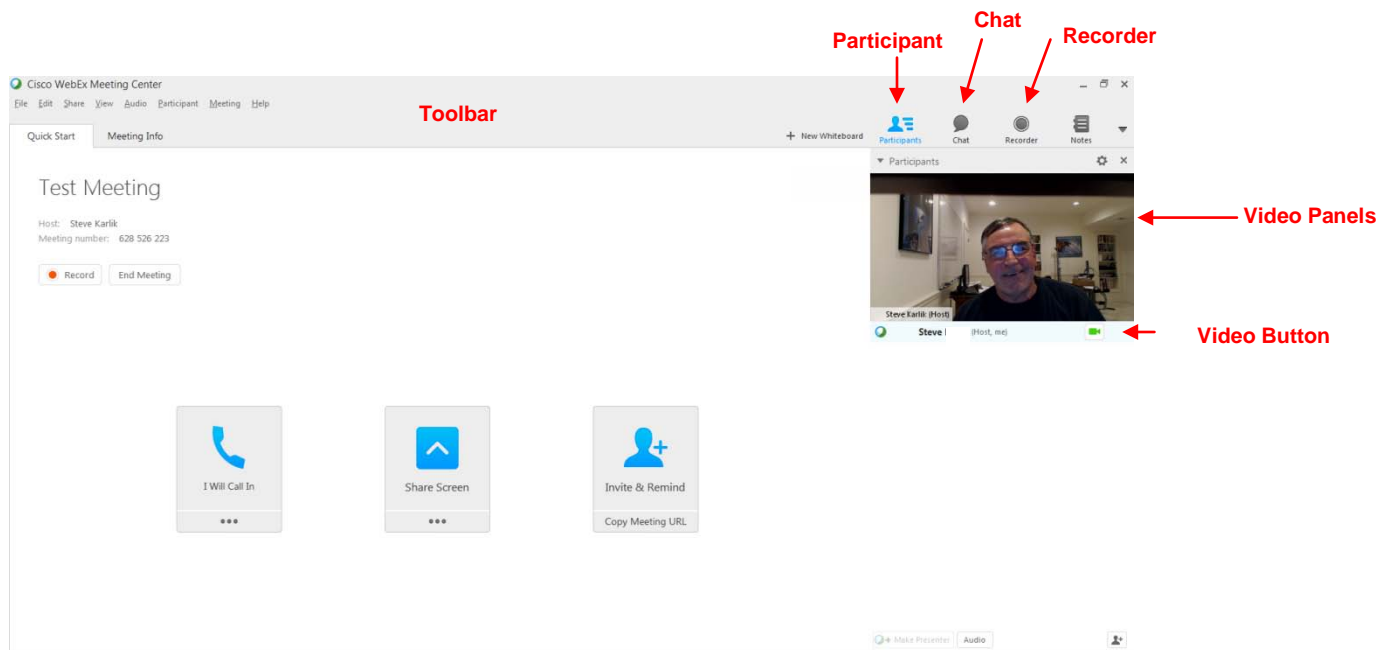 Chat
Participant
Recorder
Cisco WebEx Meeting Center
File Edit Share View Audio Participant Meeting Help
Toolbar
Quick Start Meeting Info + New Whiteboard
Participants Chat Recorder Notes
Participants
Test Meeting
Host: Steve Karlik
Meeting number: 628 526 223
Record End Meeting
Video Panels
Steve Karlik (Host)
Steve (Host, me)
Video Button
I Will Call In
Share Screen
Invite & Remind
Copy Meeting URL
Make Presenter Audio